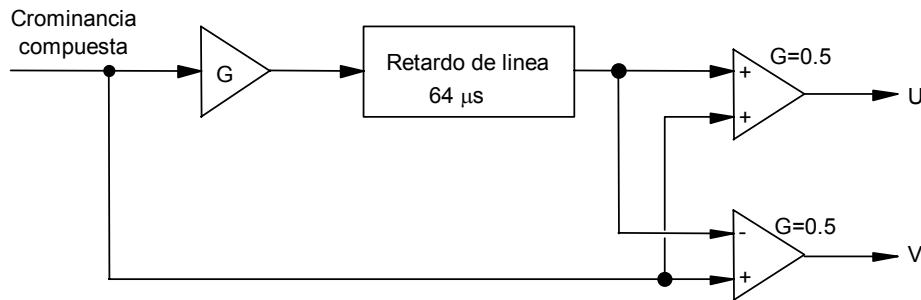 Crominancia
compuesta
G
Retardo de linea
64 μs
G=0.5
+
+
U
-
G=0.5
+
V